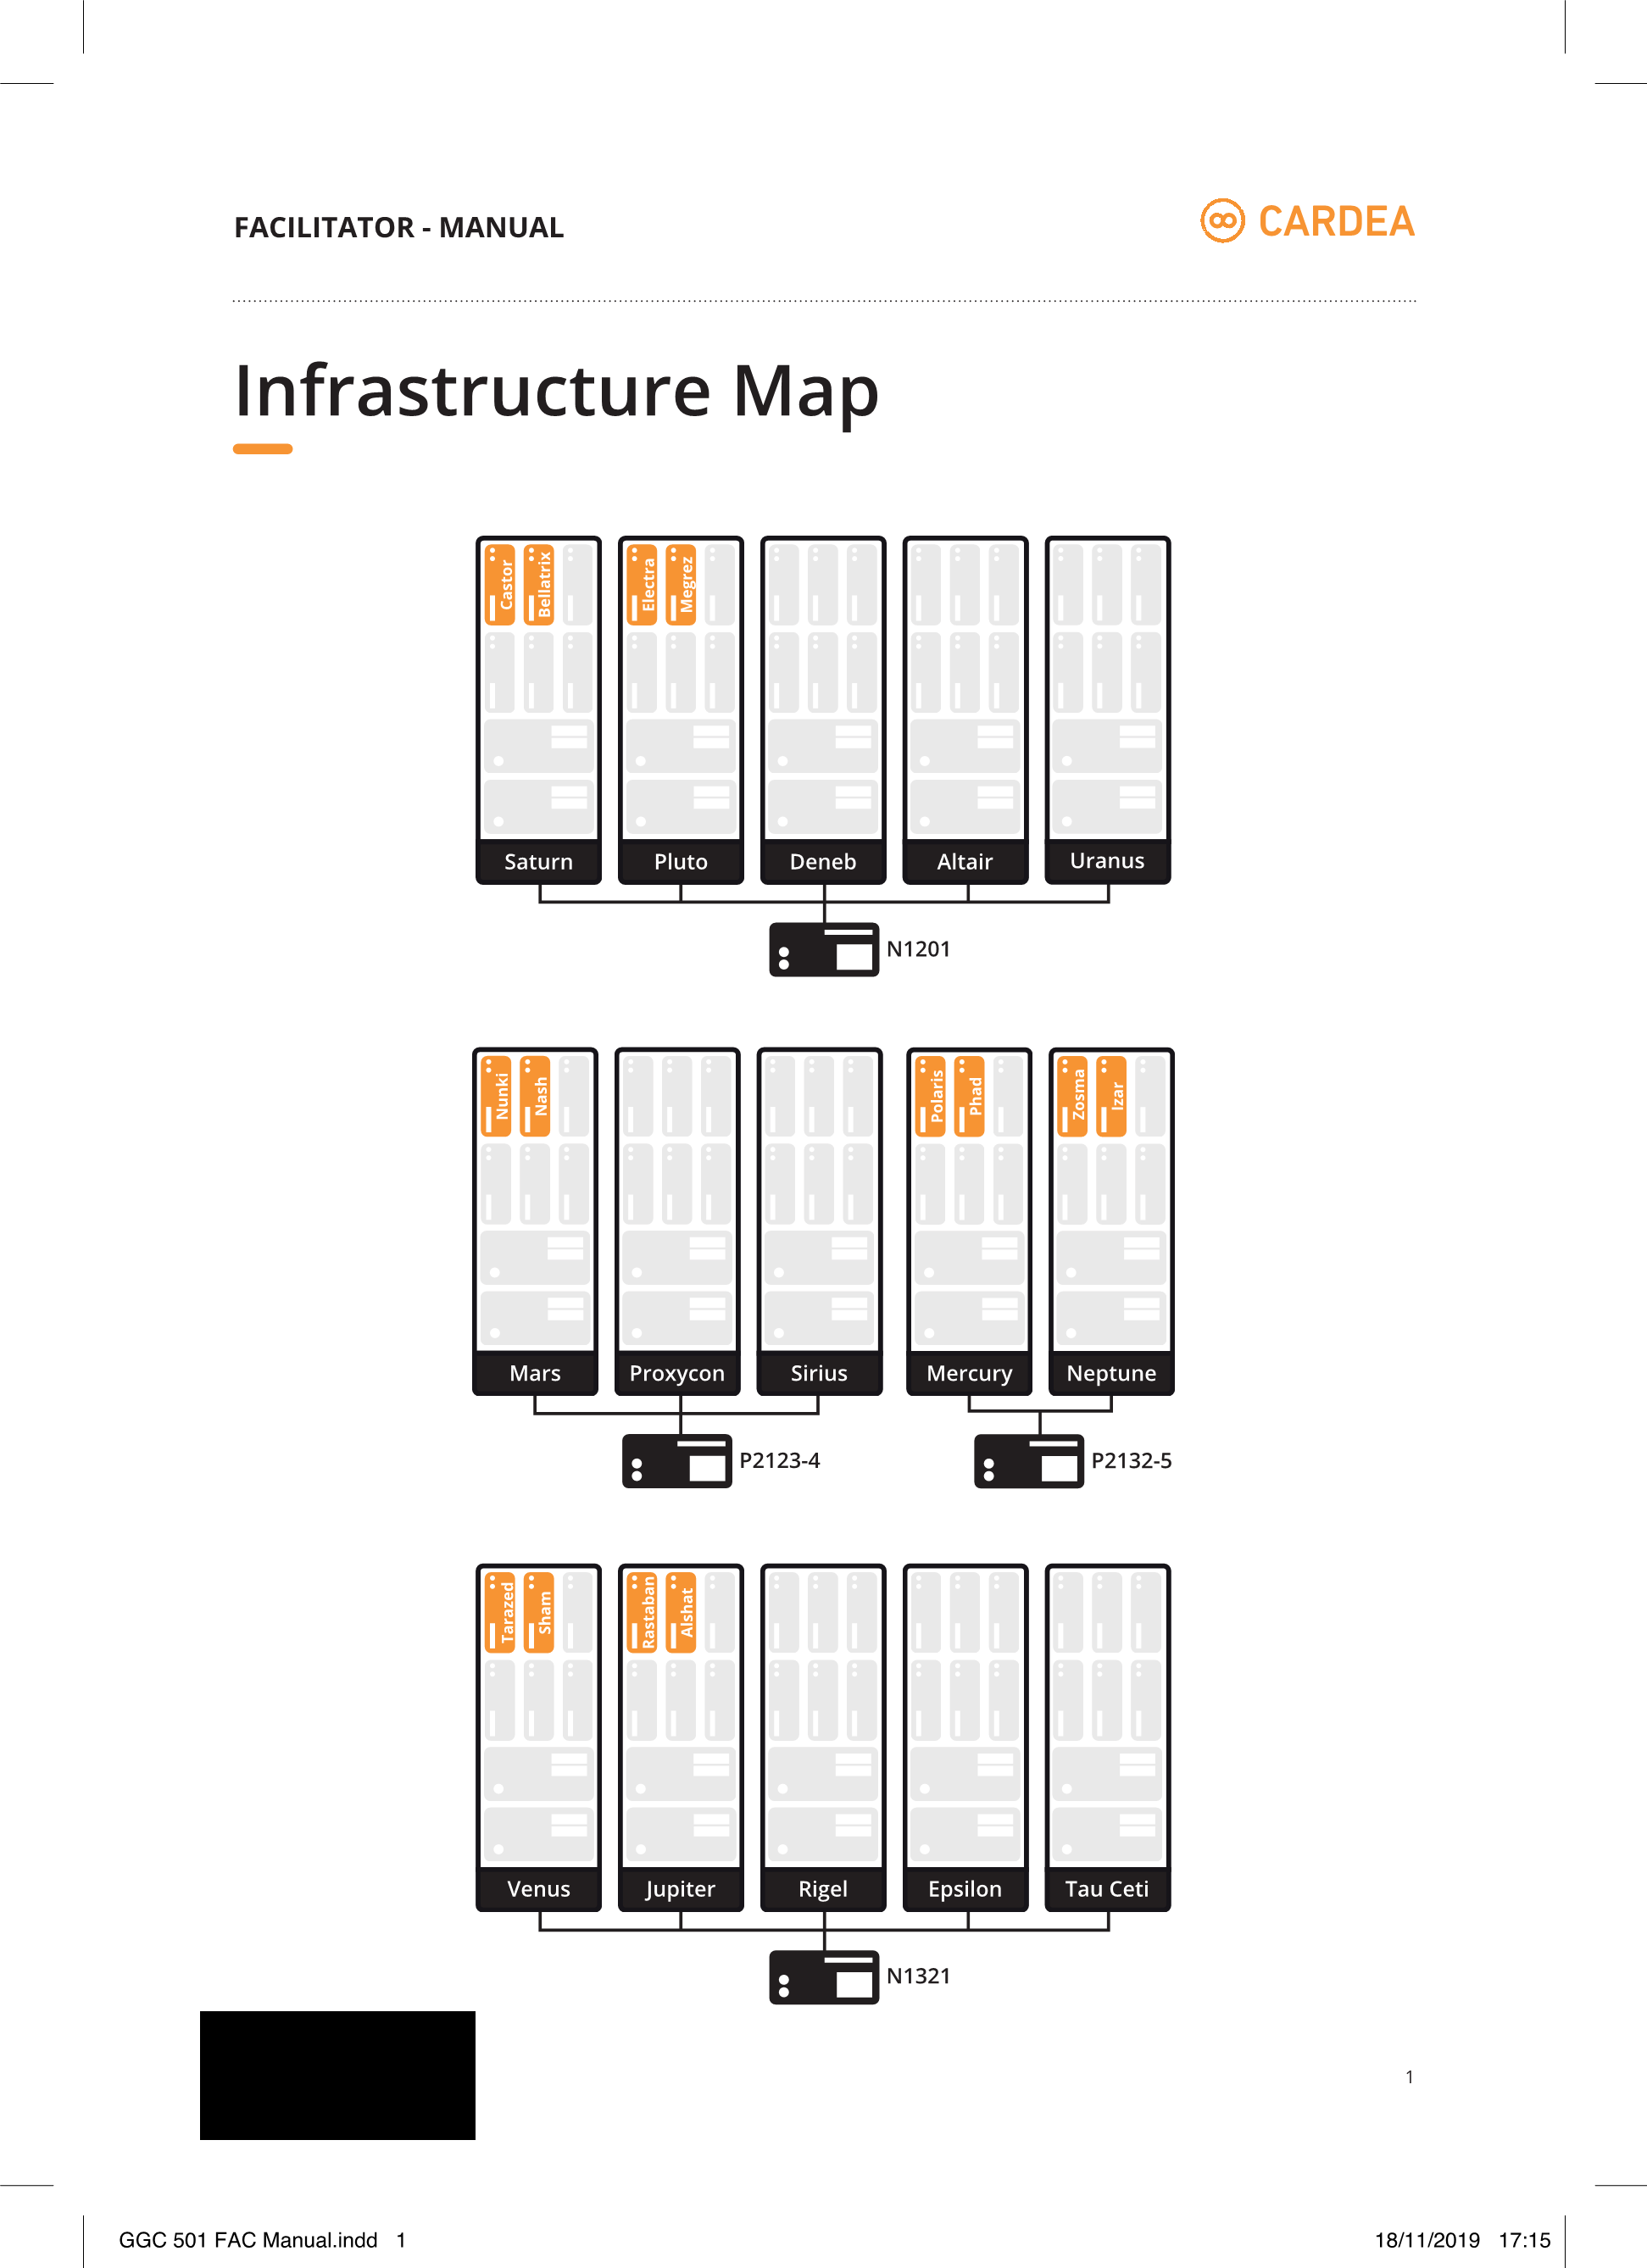 FACILITATOR - MANUAL
CARDEA
Infrastructure Map
Castor
Bellatrix
Electra
Megrez
Saturn
Pluto
Deneb
Altair
Uranus
N1201
Nunki
Nash
Polaris
Phad
Zosma
Izar
Mars
Proxycon
Sirius
Mercury
Neptune
P2123-4
P2132-5
Tarazed
Sham
Rastaban
Alshat
Venus
Jupiter
Rigel
Epsilon
Tau Ceti
N1321
1
GGC 501 FAC Manual.indd 1
18/11/2019 17:15